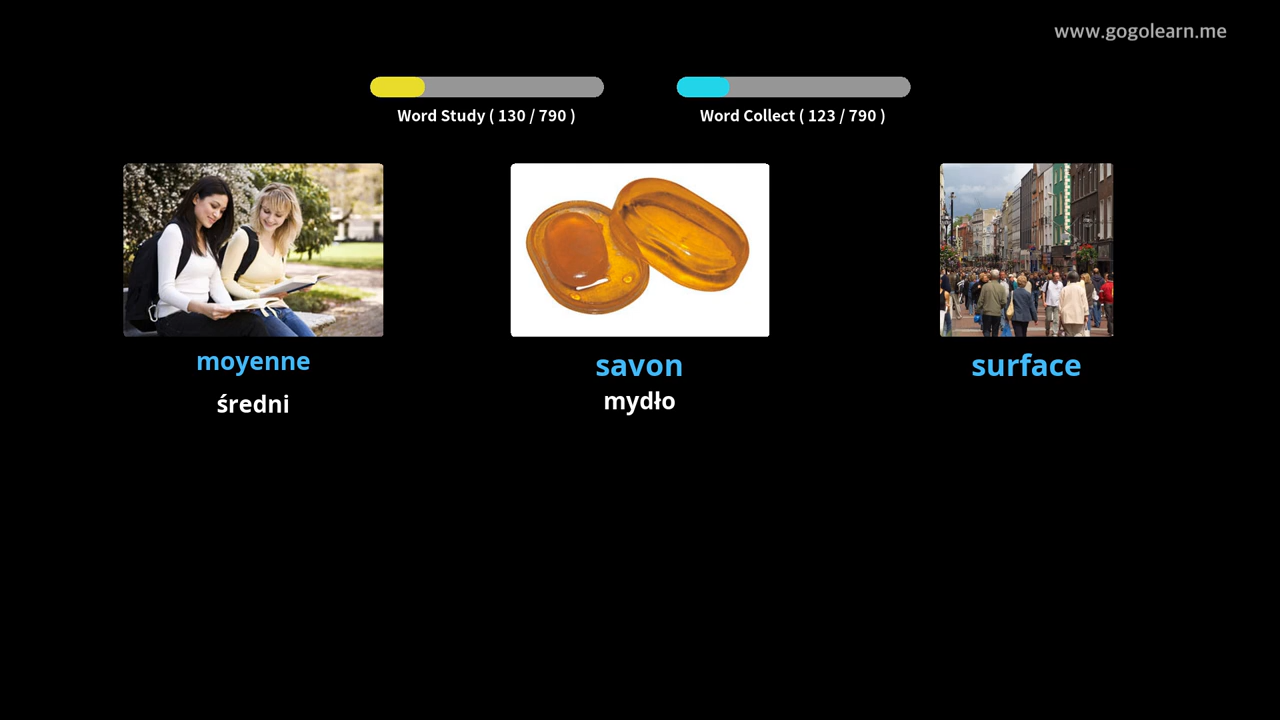 www.gogolearn.me
Word Study ( 130 / 790 )
Word Collect ( 123 / 790 )
moyenne
średni
savon
mydło
surface